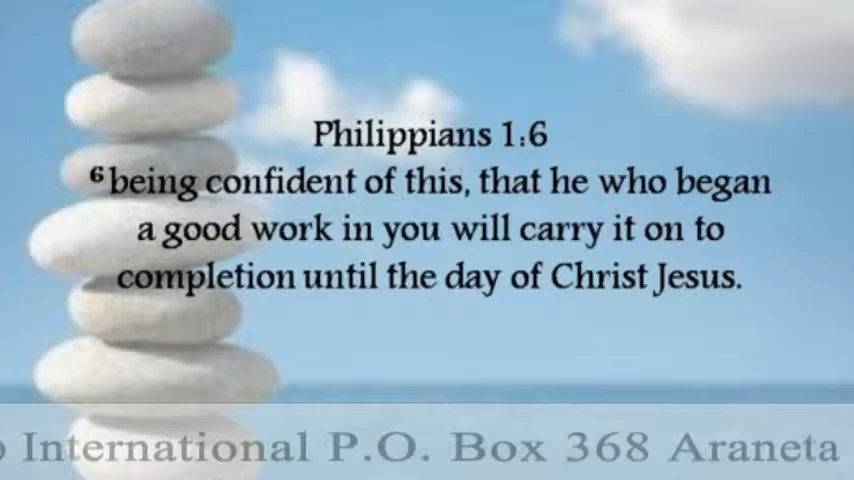 Philippians 1:6
6 being confident of this, that he who began
a good work in you will carry it on to
completion until the day of Christ Jesus.
International P.O. Box 368 Araneta